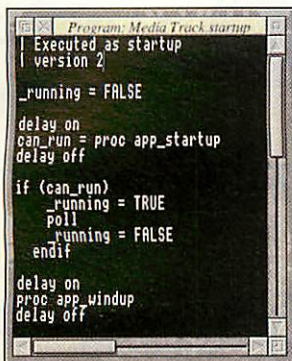 Program: Media Track.startup
| Executed as startup
| version 2
_running = FALSE
delay on
can_run = proc app_startup
delay off
if (can_run)
_running = TRUE
poll
_running = FALSE
endif
delay on
proc app_windup
delay off